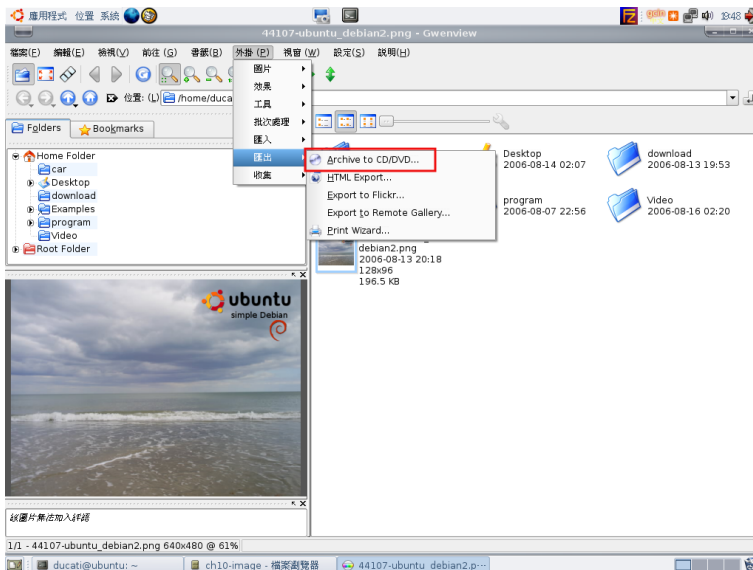 應用程式 位置 系統
golin
19:48
44107-ubuntu_debian2.png - Gwenview
檔案(E) 編輯(E) 檢視(V) 前往 (G) 書籤(B) 外掛 (P) 視窗 (W) 設定(S) 說明(H)
位置: (L) /home/duca
Folders Bookmarks
Home Folder
car
Desktop
download
Examples
program
Video
Root Folder
圖片
效果
工具
批次處理
匯入
匯出
收集
Archive to CD/DVD...
HTML Export...
Export to Flickr...
Export to Remote Gallery...
Print Wizard...
Desktop
2006-08-14 02:07
download
2006-08-13 19:53
program
2006-08-07 22:56
Video
2006-08-16 02:20
debian2.png
2006-08-13 20:18
128x96
196.5 KB
ubuntu
simple Debian
該圖片無法加入評語
1/1 - 44107-ubuntu_debian2.png 640x480 @ 61%
ducati@ubuntu: ~
ch10-image - 檔案瀏覽器
44107-ubuntu_debian2.p···